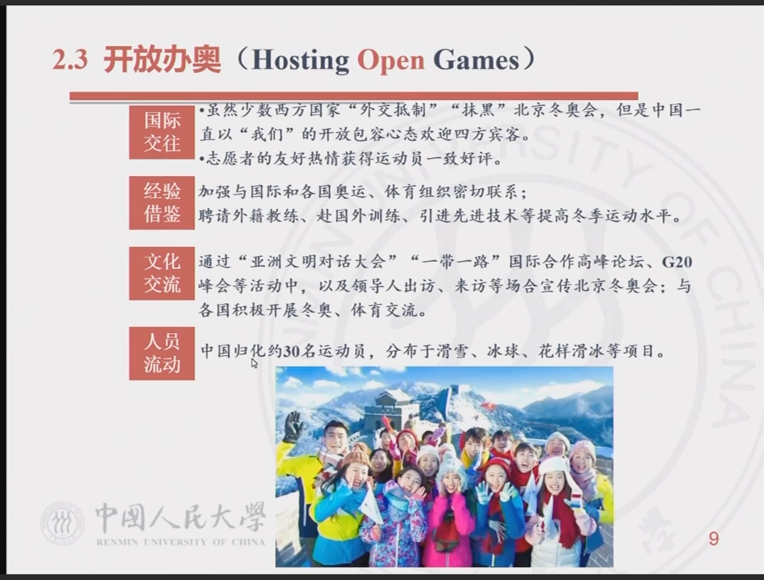 2.3 开放办奥（Hosting Open Games）
国际
交往
•虽然少数西方国家“外交抵制”“抹黑”北京冬奥会，但是中国一
直以“我们”的开放包容心态欢迎四方宾客。
•志愿者的友好热情获得运动员一致好评。
经验
借鉴
加强与国际和各国奥运、体育组织密切联系；
聘请外籍教练、赴国外训练、引进先进技术等提高冬季运动水平。
文化
交流
通过“亚洲文明对话大会”“一带一路”国际合作高峰论坛、G20
峰会等活动中，以及领导人出访、来访等场合宣传北京冬奥会；与
各国积极开展冬奥、体育交流。
人员
流动
中国归化约30名运动员，分布于滑雪、冰球、花样滑冰等项目。
中国人民大学
RENMIN UNIVERSITY OF CHINA
9